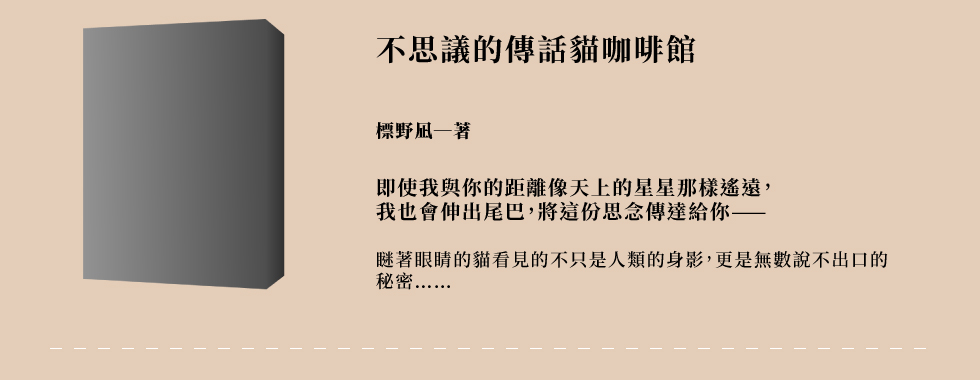 不思議的傳話貓咖啡館
標野凪─著
即使我與你的距離像天上的星星那樣遙遠，
我也會伸出尾巴，將這份思念傳達給你——
瞇著眼睛的貓看見的不只是人類的身影，更是無數說不出口的
秘密……